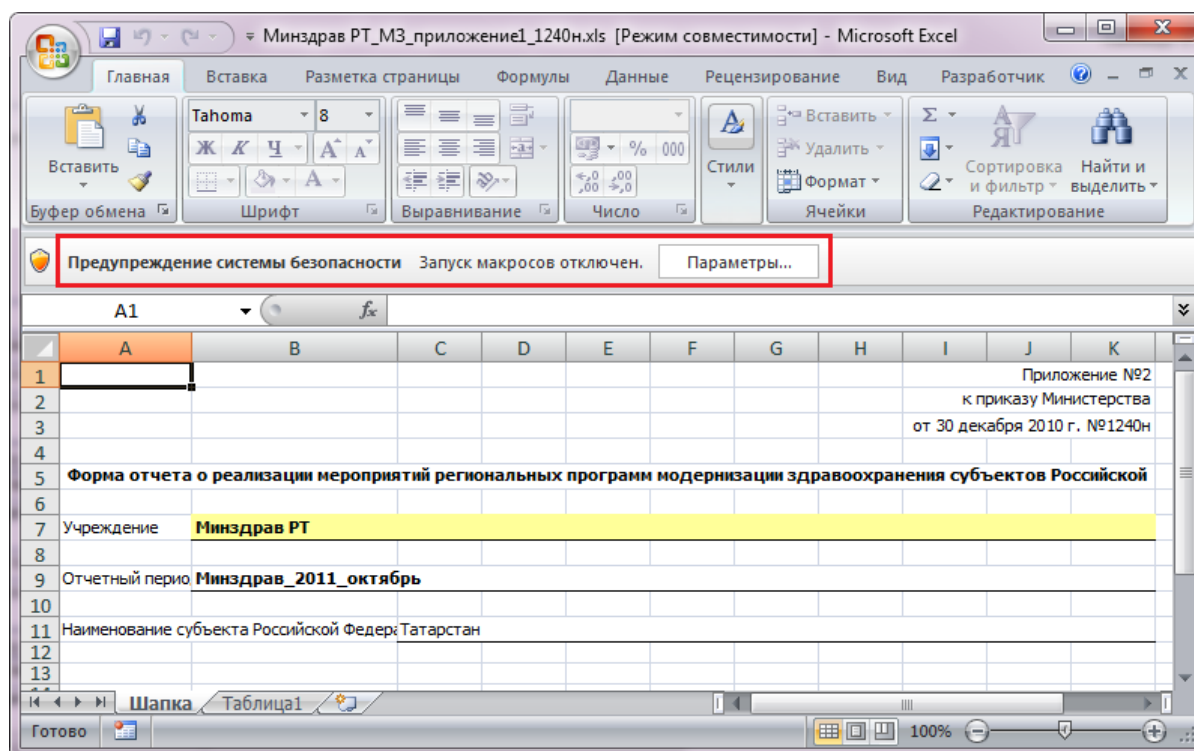 Минздрав РТ_МЗ_приложение1_1240н.xls [Режим совместимости] - Microsoft Excel
Главная Вставка Разметка страницы Формулы Данные Рецензирование Вид Разработчик
Tahoma 8 Σ
Ж К Ч А А А Стили Вставить
Вставить % 000 Удалить Сортировка Найти и
Формат и фильтр выделить
Буфер обмена Шрифт Выравнивание Число Ячейки Редактирование
Предупреждение системы безопасности Запуск макросов отключен. Параметры...
A1 fx
A B C D E F G H I J K
1 Приложение №2
2 к приказу Министерства
3 от 30 декабря 2010 г. №1240н
4
5 Форма отчета о реализации мероприятий региональных программ модернизации здравоохранения субъектов Российской
6
7 Учреждение Минздрав РТ
8
9 Отчетный перио Минздрав_2011_октябрь
10
11 Наименование субъекта Российской Федера Татарстан
12
13
Шапка Таблица1
Готово 100%